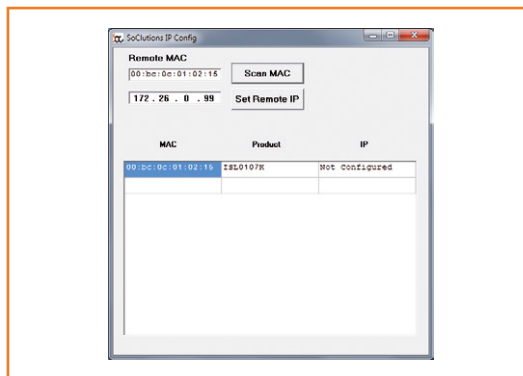 SoClutions IP Config
Remote MAC
00:bc:0c:01:02:15 Scan MAC
172 . 26 . 0 . 99 Set Remote IP
MAC Product IP
00:bc:0c:01:02:15 ISL0107K Not Configured